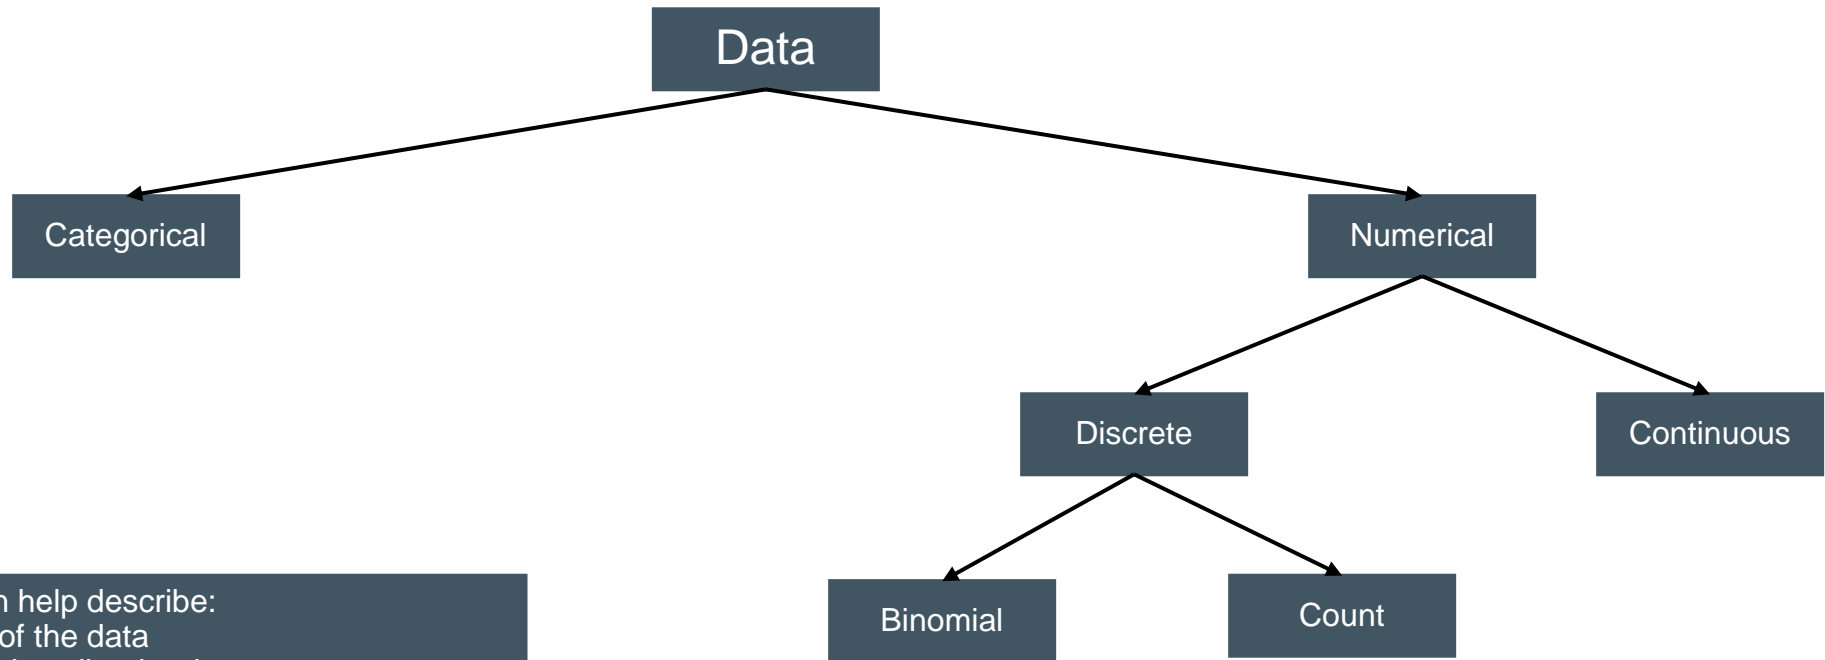 Data
Categorical
Numerical
Discrete
Continuous
Binomial
Count
help describe:
of the data